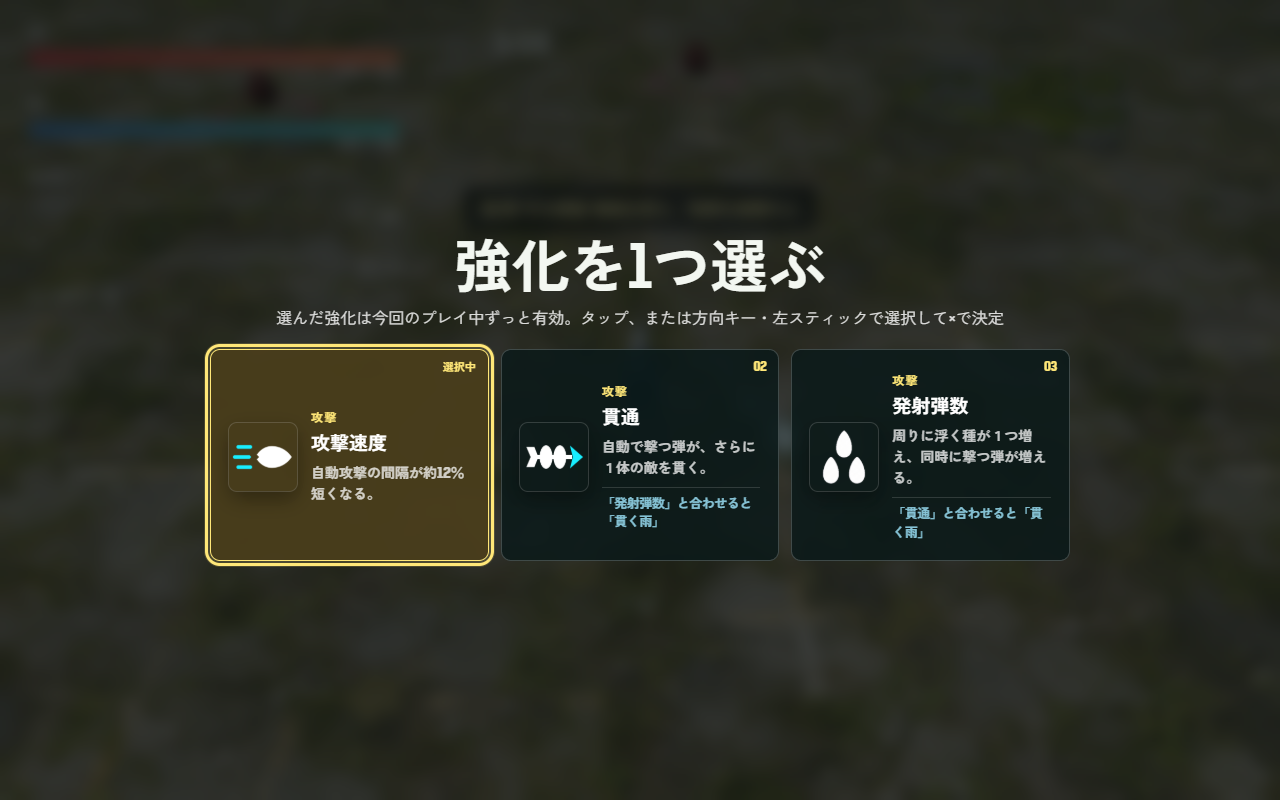 強化を1つ選ぶ
選んだ強化は今回のプレイ中ずっと有効。タップ、または方向キー・左スティックで選択して×で決定
選択中
攻撃
攻撃速度
自動攻撃の間隔が約12%
短くなる。
02
攻撃
貫通
自動で撃つ弾が、さらに
1体の敵を貫く。
「発射弾数」と合わせると
「貫く雨」
03
攻撃
発射弾数
周りに浮く種が1つ増
え、同時に撃つ弾が増え
る。
「貫通」と合わせると「貫
く雨」